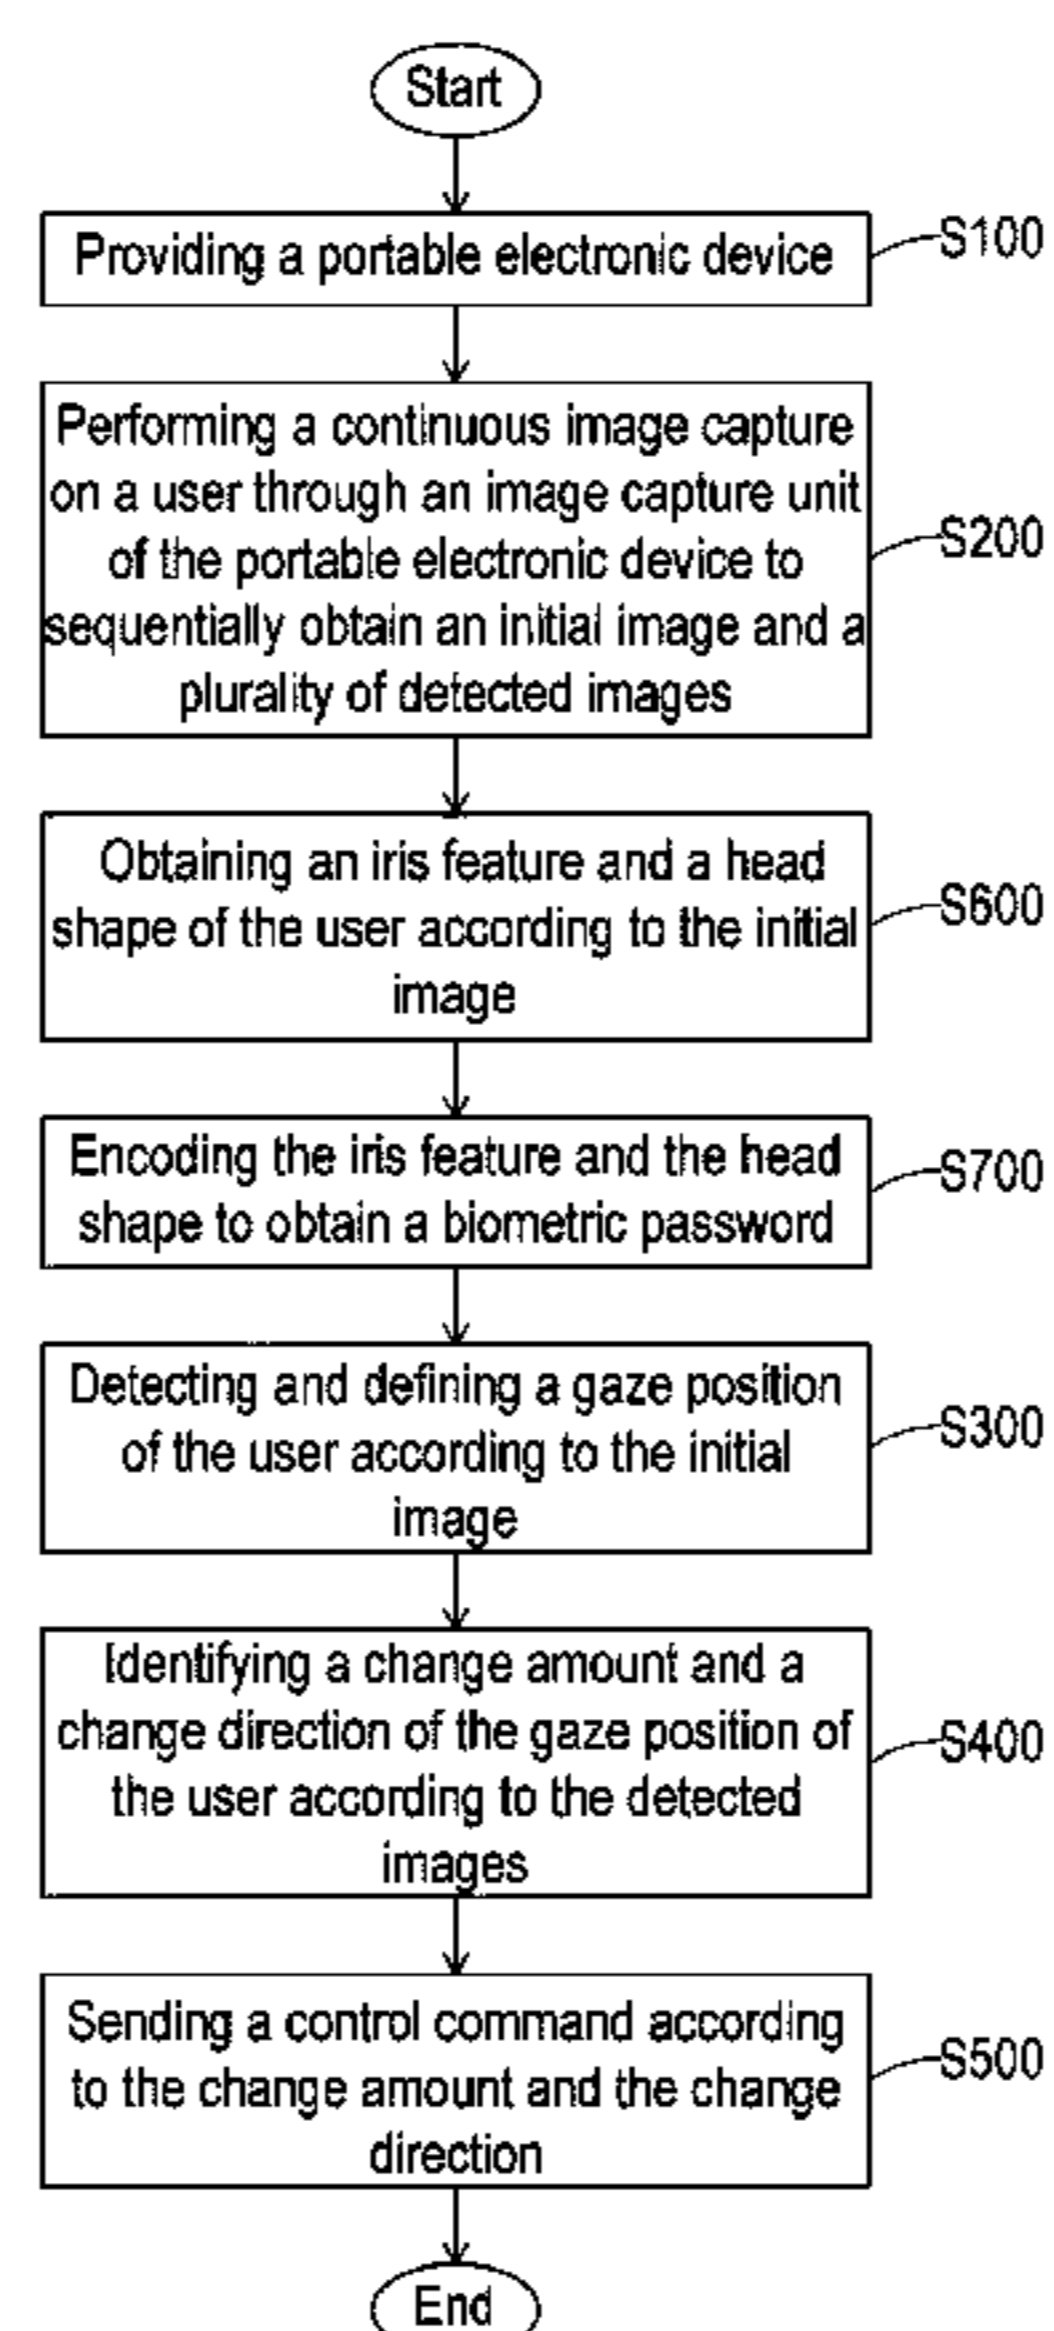 Start
Providing a portable electronic device
S100
Performing a continuous image capture
on a user through an image capture unit
of the portable electronic device to
sequentially obtain an initial image and a
plurality of detected images
S200
Obtaining an iris feature and a head
shape of the user according to the initial
image
S600
Encoding the iris feature and the head
shape to obtain a biometric password
S700
Detecting and defining a gaze position
of the user according to the initial
image
S300
Identifying a change amount and a
change direction of the gaze position of
the user according to the detected
images
S400
Sending a control command according
to the change amount and the change
direction
S500
End